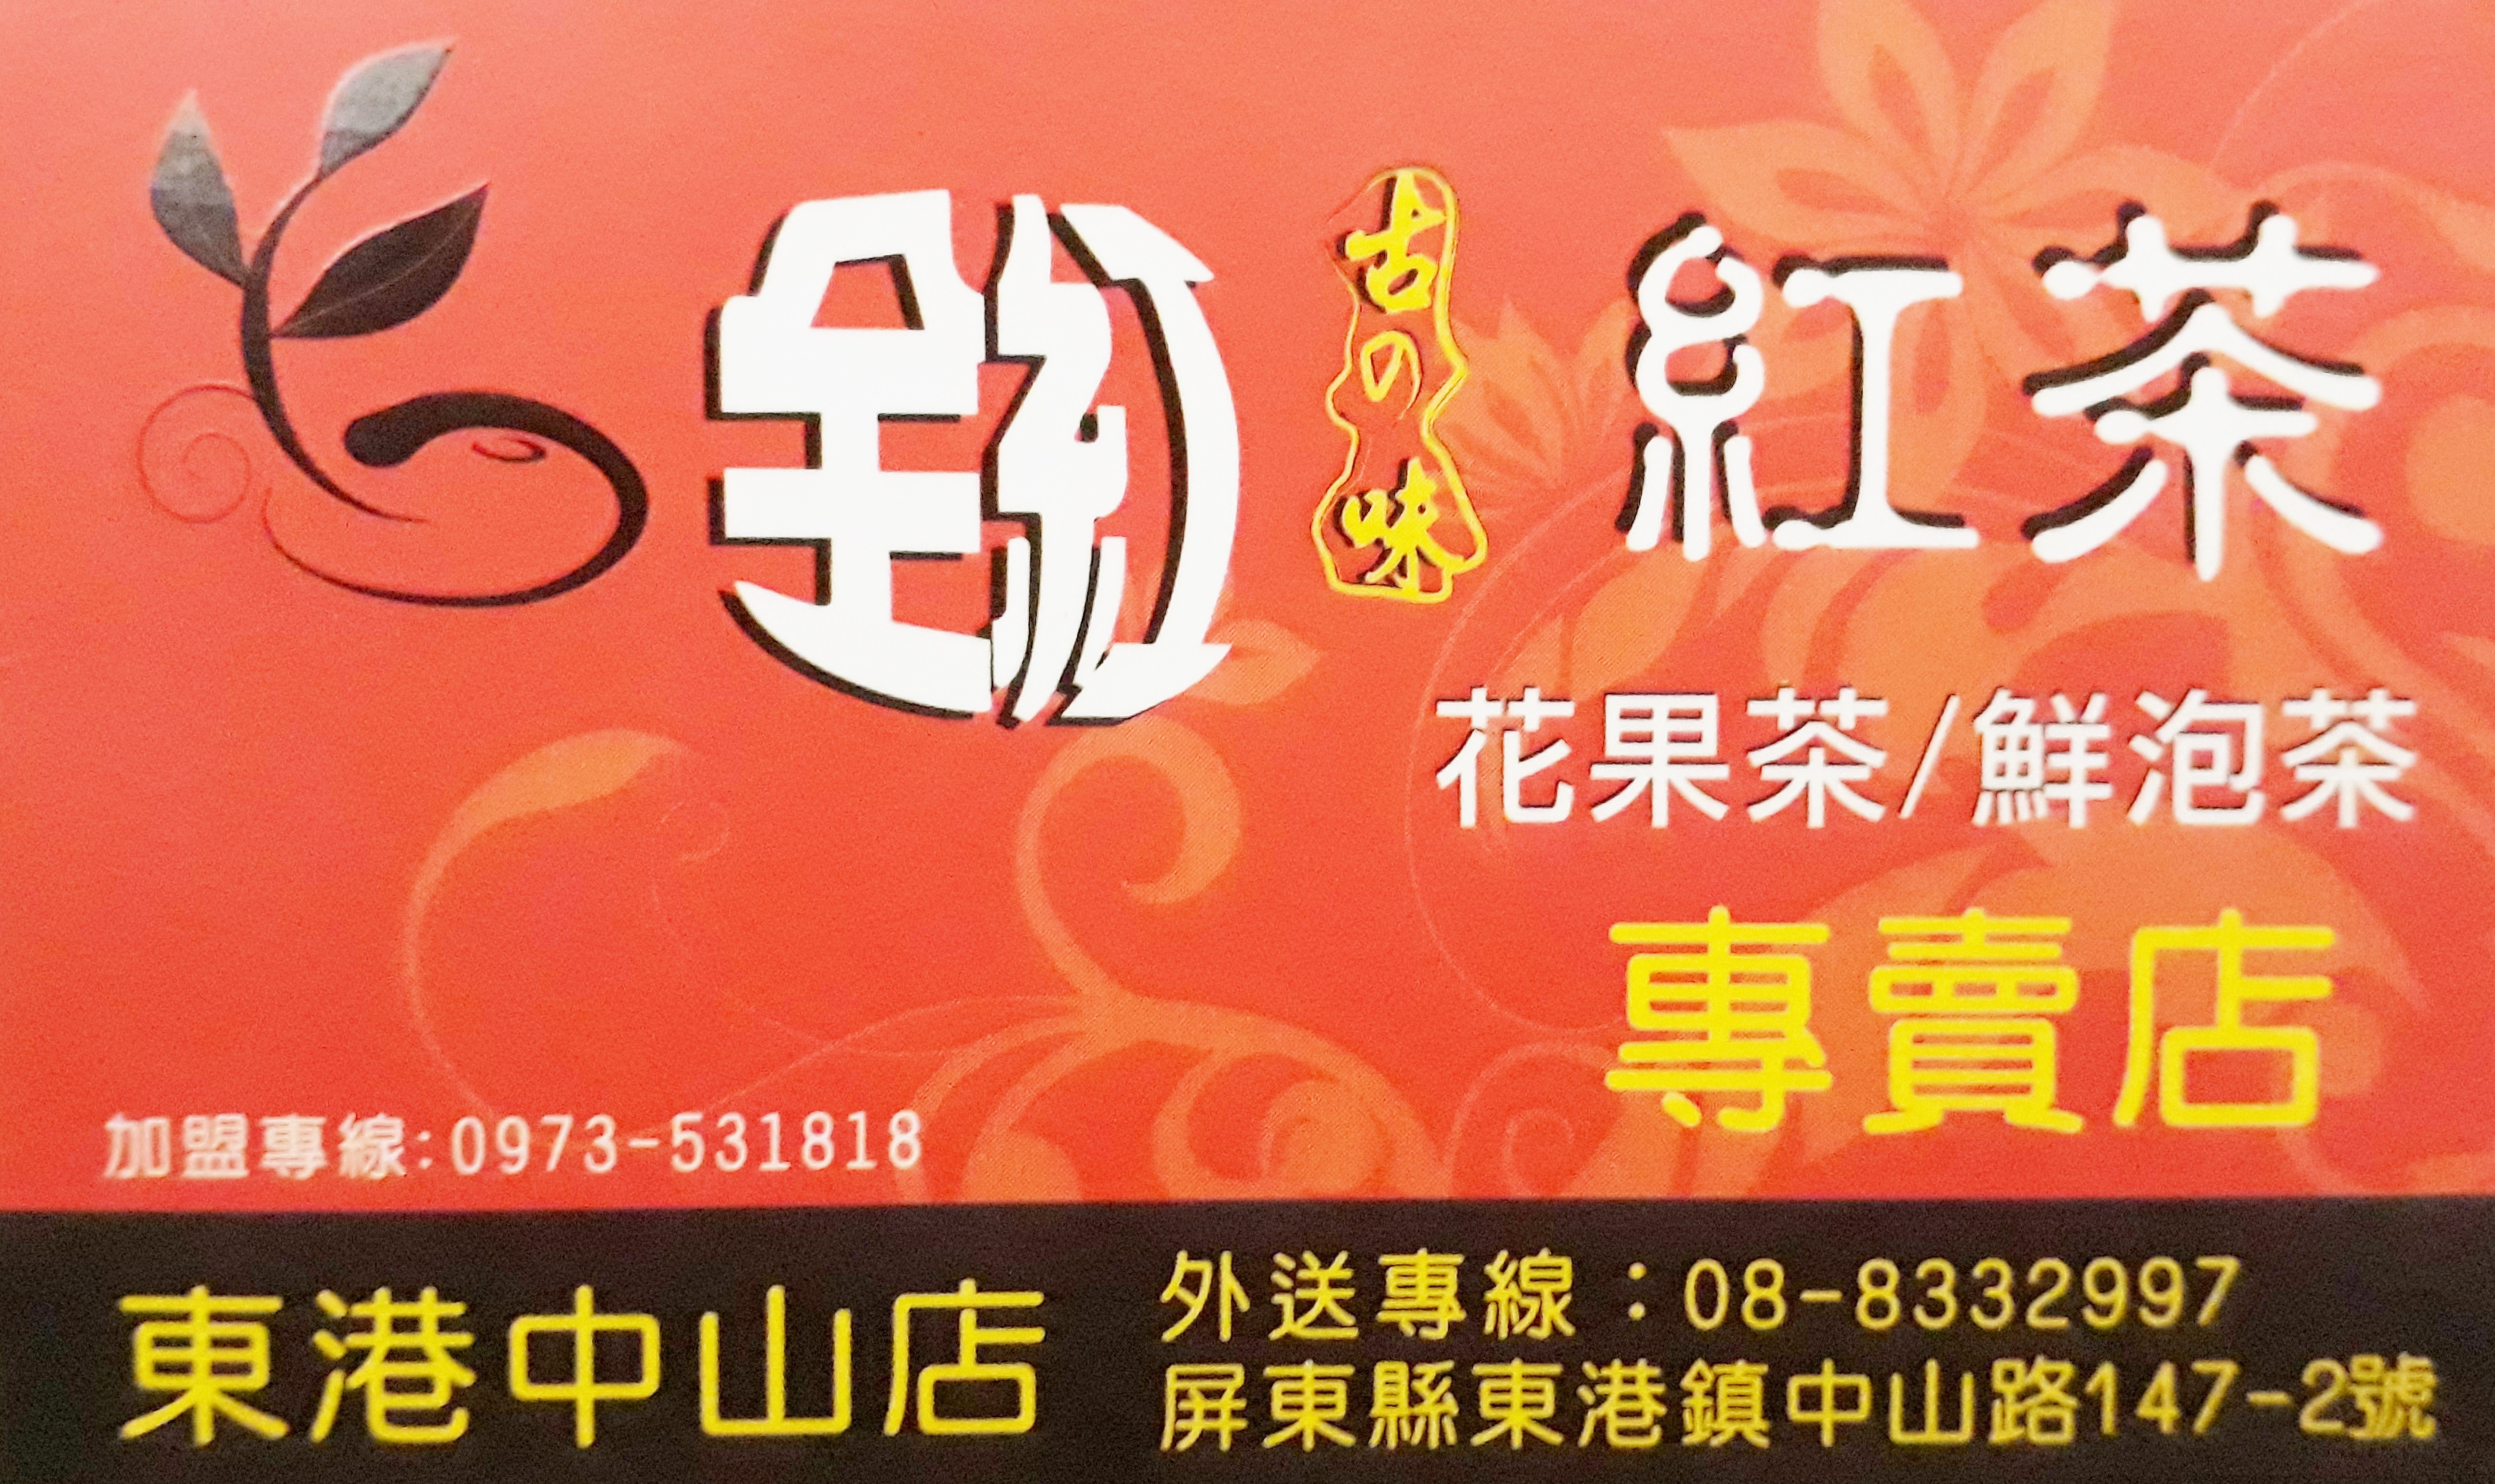 古の味
紅茶
花果茶/鮮泡茶
專賣店
加盟專線:0973-531818
東港中山店
外送專線：08-8332997
屏東縣東港鎮中山路147-2號